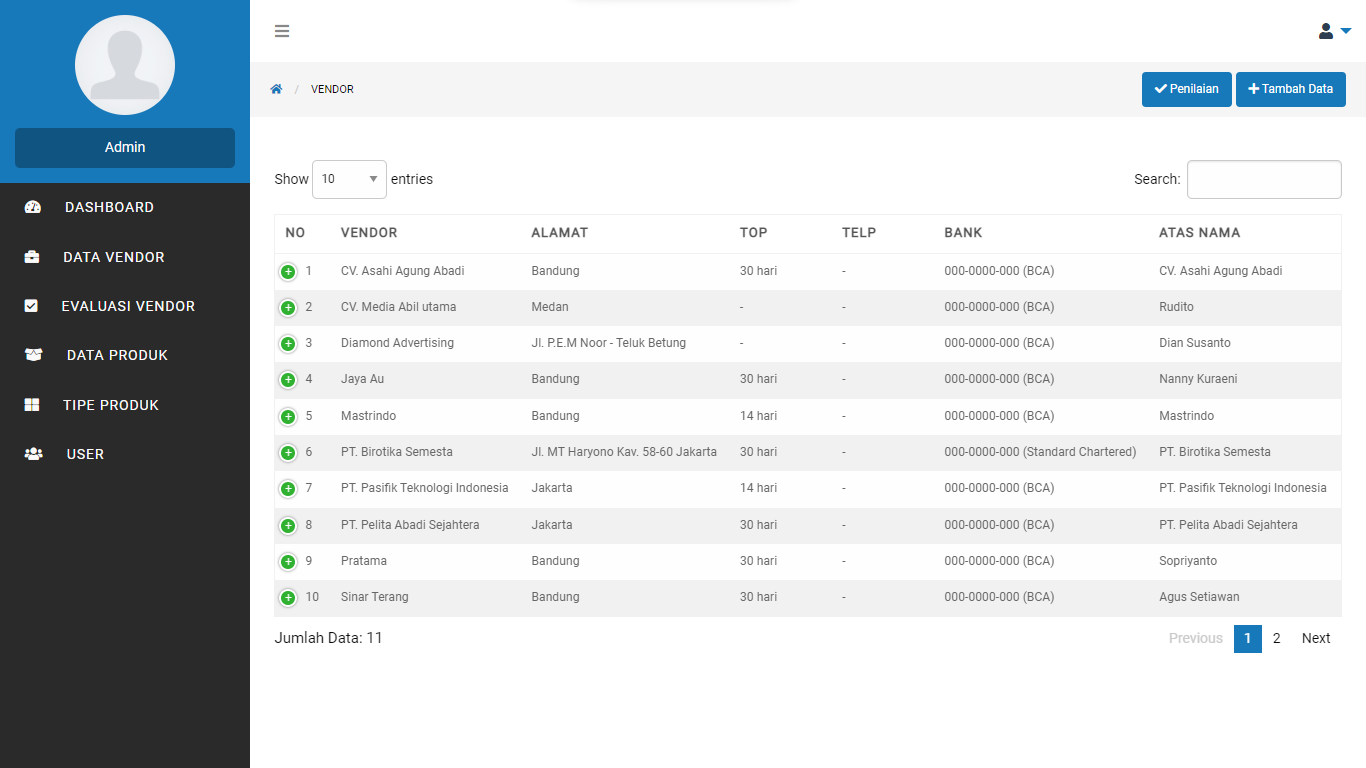 Admin
DASHBOARD
DATA VENDOR
EVALUASI VENDOR
DATA PRODUK
TIPE PRODUK
USER
/ VENDOR
Penilaian
Tambah Data
Show 10 entries
Search:
NO VENDOR ALAMAT TOP TELP BANK ATAS NAMA
1 CV. Asahi Agung Abadi Bandung 30 hari - 000-0000-000 (BCA) CV. Asahi Agung Abadi
2 CV. Media Abil utama Medan - - 000-0000-000 (BCA) Rudito
3 Diamond Advertising Jl. P.E.M Noor - Teluk Betung - - 000-0000-000 (BCA) Dian Susanto
4 Jaya Au Bandung 30 hari - 000-0000-000 (BCA) Nanny Kuraeni
5 Mastrindo Bandung 14 hari - 000-0000-000 (BCA) Mastrindo
6 PT. Birotika Semesta Jl. MT Haryono Kav. 58-60 Jakarta 30 hari - 000-0000-000 (Standard Chartered) PT. Birotika Semesta
7 PT. Pasifik Teknologi Indonesia Jakarta 14 hari - 000-0000-000 (BCA) PT. Pasifik Teknologi Indonesia
8 PT. Pelita Abadi Sejahtera Jakarta 30 hari - 000-0000-000 (BCA) PT. Pelita Abadi Sejahtera
9 Pratama Bandung 30 hari - 000-0000-000 (BCA) Sopriyanto
10 Sinar Terang Bandung 30 hari - 000-0000-000 (BCA) Agus Setiawan
Jumlah Data: 11
Previous 1 2 Next